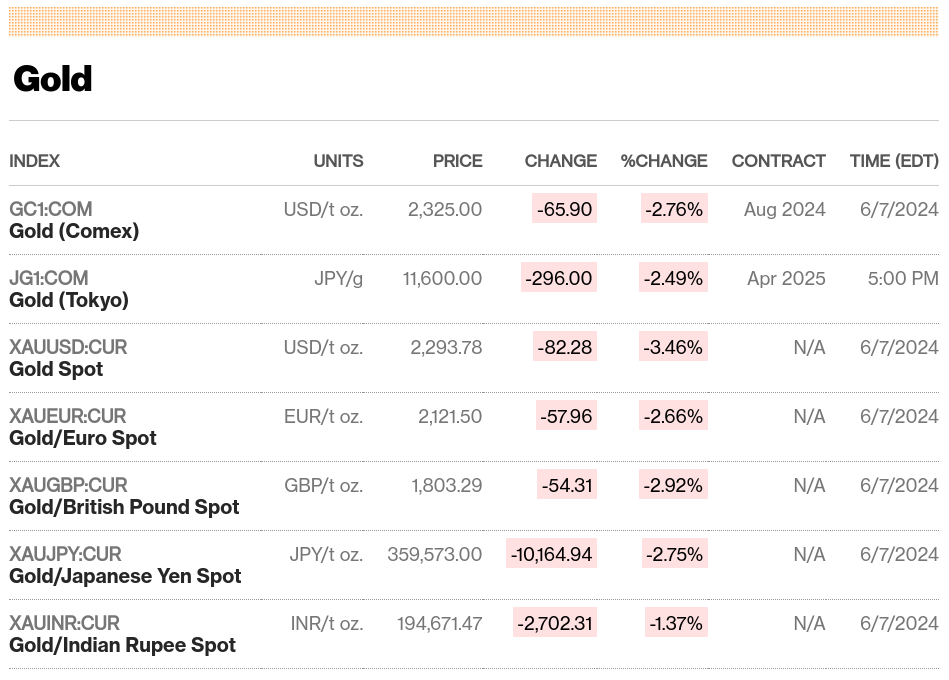 Gold
INDEX UNITS PRICE CHANGE %CHANGE CONTRACT TIME (EDT)
GC1:COM USD/t oz. 2,325.00 -65.90 -2.76% Aug 2024 6/7/2024
Gold (Comex)
JG1:COM JPY/g 11,600.00 -296.00 -2.49% Apr 2025 5:00 PM
Gold (Tokyo)
XAUUSD:CUR USD/t oz. 2,293.78 -82.28 -3.46% N/A 6/7/2024
Gold Spot
XAUEUR:CUR EUR/t oz. 2,121.50 -57.96 -2.66% N/A 6/7/2024
Gold/Euro Spot
XAUGBP:CUR GBP/t oz. 1,803.29 -54.31 -2.92% N/A 6/7/2024
Gold/British Pound Spot
XAUJPY:CUR JPY/t oz. 359,573.00 -10,164.94 -2.75% N/A 6/7/2024
Gold/Japanese Yen Spot
XAUINR:CUR INR/t oz. 194,671.47 -2,702.31 -1.37% N/A 6/7/2024
Gold/Indian Rupee Spot